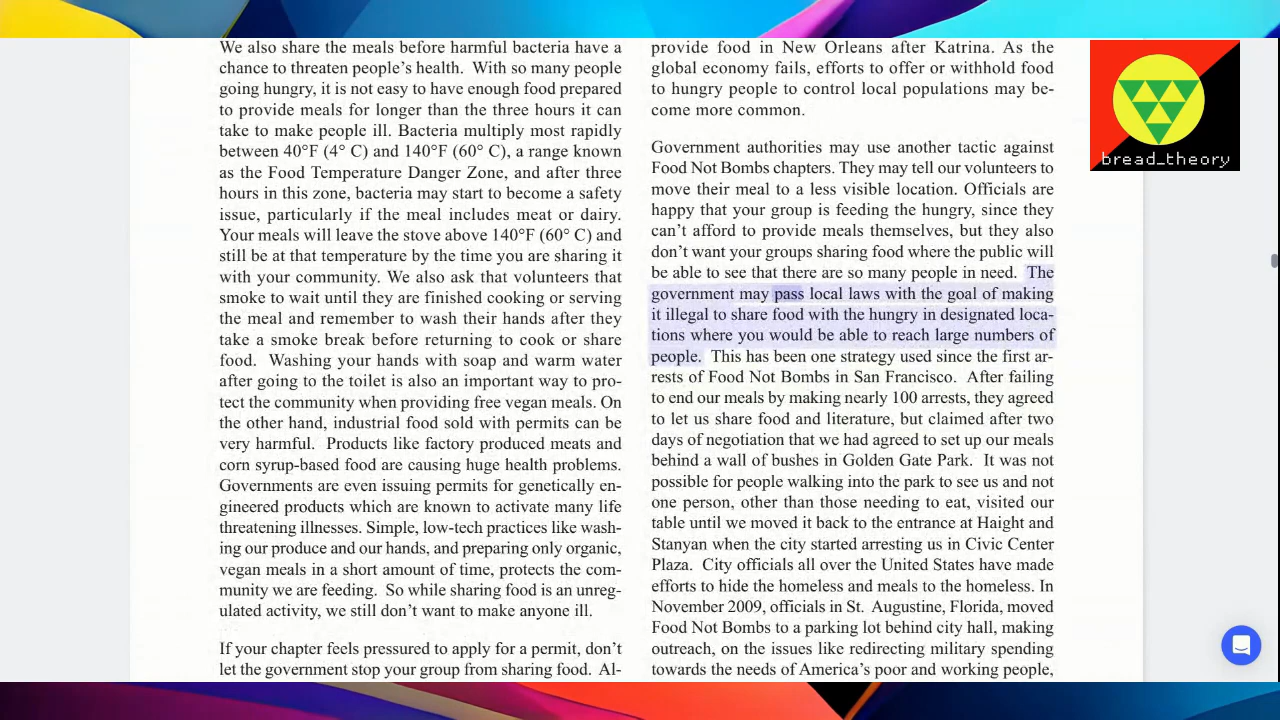 We also share the meals before harmful bacteria have a
chance to threaten people's health. With so many people
going hungry, it is not easy to have enough food prepared
to provide meals for longer than the three hours it can
take to make people ill. Bacteria multiply most rapidly
between 40°F (4° C) and 140°F (60° C), a range known
as the Food Temperature Danger Zone, and after three
hours in this zone, bacteria may start to become a safety
issue, particularly if the meal includes meat or dairy.
Your meals will leave the stove above 140°F (60° C) and
still be at that temperature by the time you are sharing it
with your community. We also ask that volunteers that
smoke to wait until they are finished cooking or serving
the meal and remember to wash their hands after they
take a smoke break before returning to cook or share
food. Washing your hands with soap and warm water
after going to the toilet is also an important way to pro-
tect the community when providing free vegan meals. On
the other hand, industrial food sold with permits can be
very harmful. Products like factory produced meats and
corn syrup-based food are causing huge health problems.
Governments are even issuing permits for genetically en-
gineered products which are known to activate many life
threatening illnesses. Simple, low-tech practices like wash-
ing our produce and our hands, and preparing only organic,
vegan meals in a short amount of time, protects the com-
munity we are feeding. So while sharing food is an unreg-
ulated activity, we still don't want to make anyone ill.
If your chapter feels pressured to apply for a permit, don't
let the government stop your group from sharing food. Al-
provide food in New Orleans after Katrina. As the
global economy fails, efforts to offer or withhold food
to hungry people to control local populations may be-
come more common.
Government authorities may use another tactic against
Food Not Bombs chapters. They may tell our volunteers to
move their meal to a less visible location. Officials are
happy that your group is feeding the hungry, since they
can't afford to provide meals themselves, but they also
don't want your groups sharing food where the public will
be able to see that there are so many people in need. The
government may pass local laws with the goal of making
it illegal to share food with the hungry in designated loca-
tions where you would be able to reach large numbers of
people. This has been one strategy used since the first ar-
rests of Food Not Bombs in San Francisco. After failing
to end our meals by making nearly 100 arrests, they agreed
to let us share food and literature, but claimed after two
days of negotiation that we had agreed to set up our meals
behind a wall of bushes in Golden Gate Park. It was not
possible for people walking into the park to see us and not
one person, other than those needing to eat, visited our
table until we moved it back to the entrance at Haight and
Stanyan when the city started arresting us in Civic Center
Plaza. City officials all over the United States have made
efforts to hide the homeless and meals to the homeless. In
November 2009, officials in St. Augustine, Florida, moved
Food Not Bombs to a parking lot behind city hall, making
outreach, on the issues like redirecting military spending
towards the needs of America's poor and working people,
bread_theory